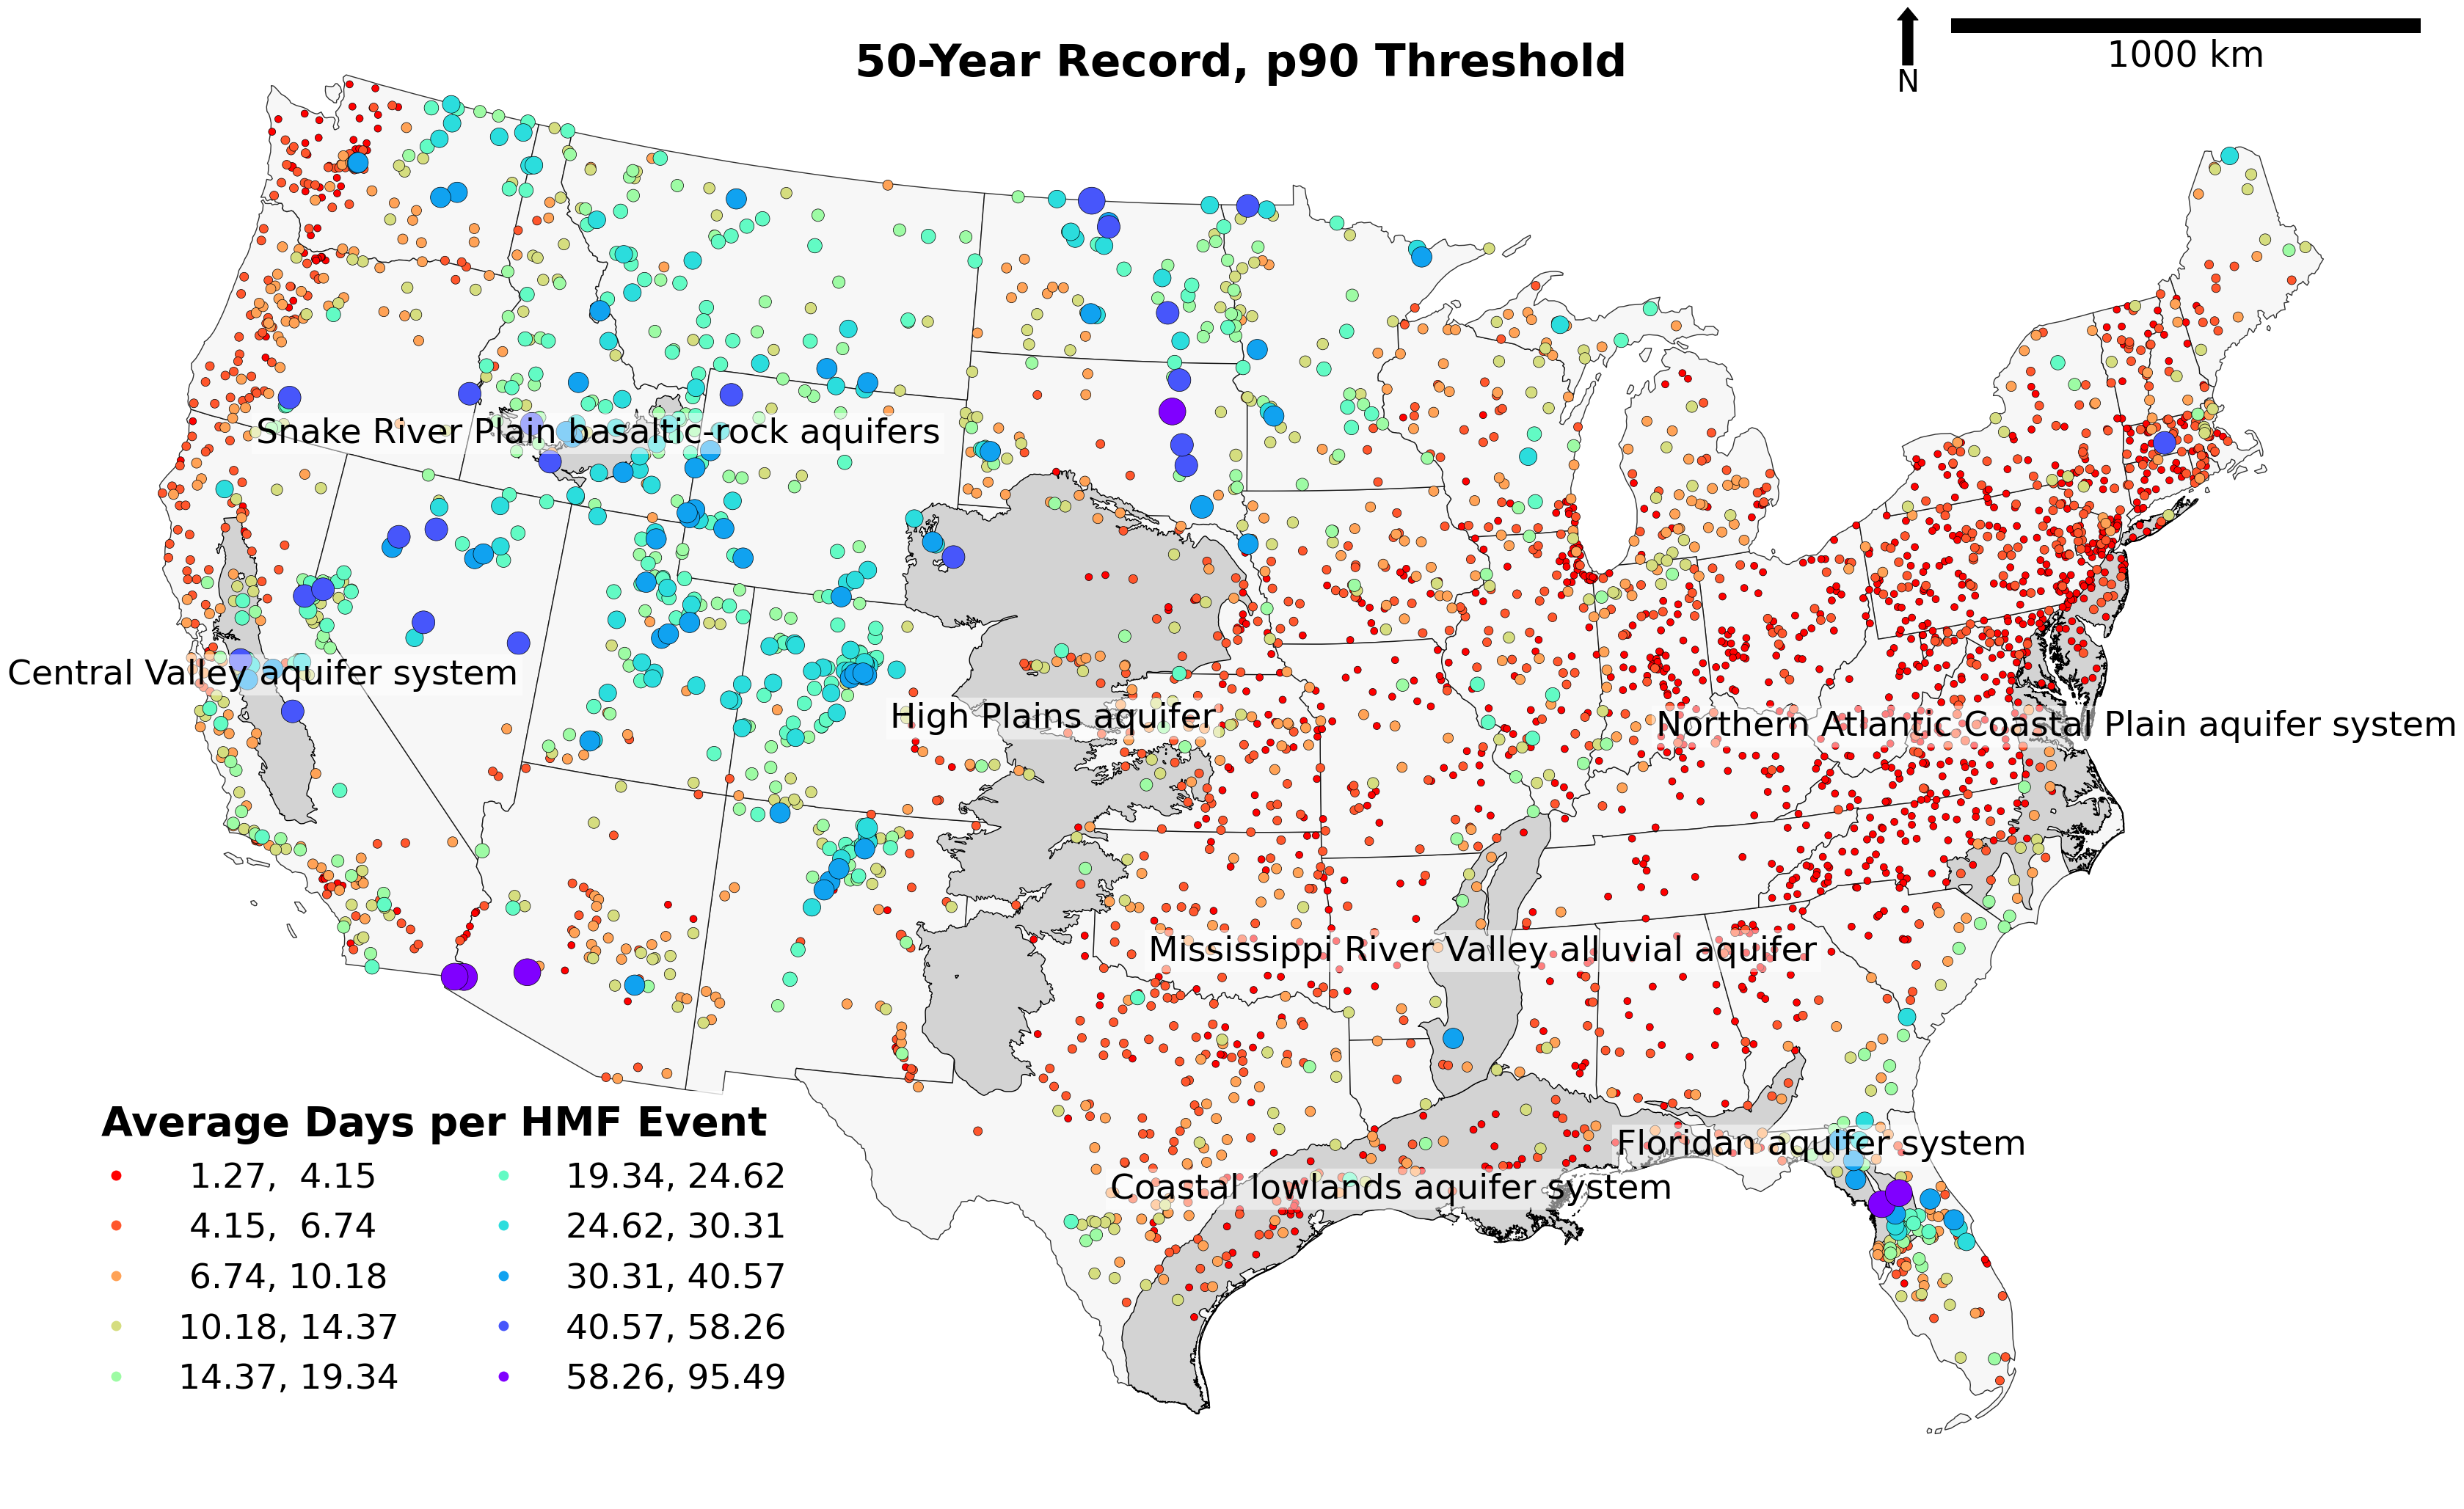 50-Year Record, p90 Threshold
N
1000 km
Snake River Plain basaltic-rock aquifers
Central Valley aquifer system
High Plains aquifer
Northern Atlantic Coastal Plain aquifer system
Mississippi River Valley alluvial aquifer
Floridan aquifer system
Coastal lowlands aquifer system
Average Days per HMF Event
1.27, 4.15
4.15, 6.74
6.74, 10.18
10.18, 14.37
14.37, 19.34
19.34, 24.62
24.62, 30.31
30.31, 40.57
40.57, 58.26
58.26, 95.49